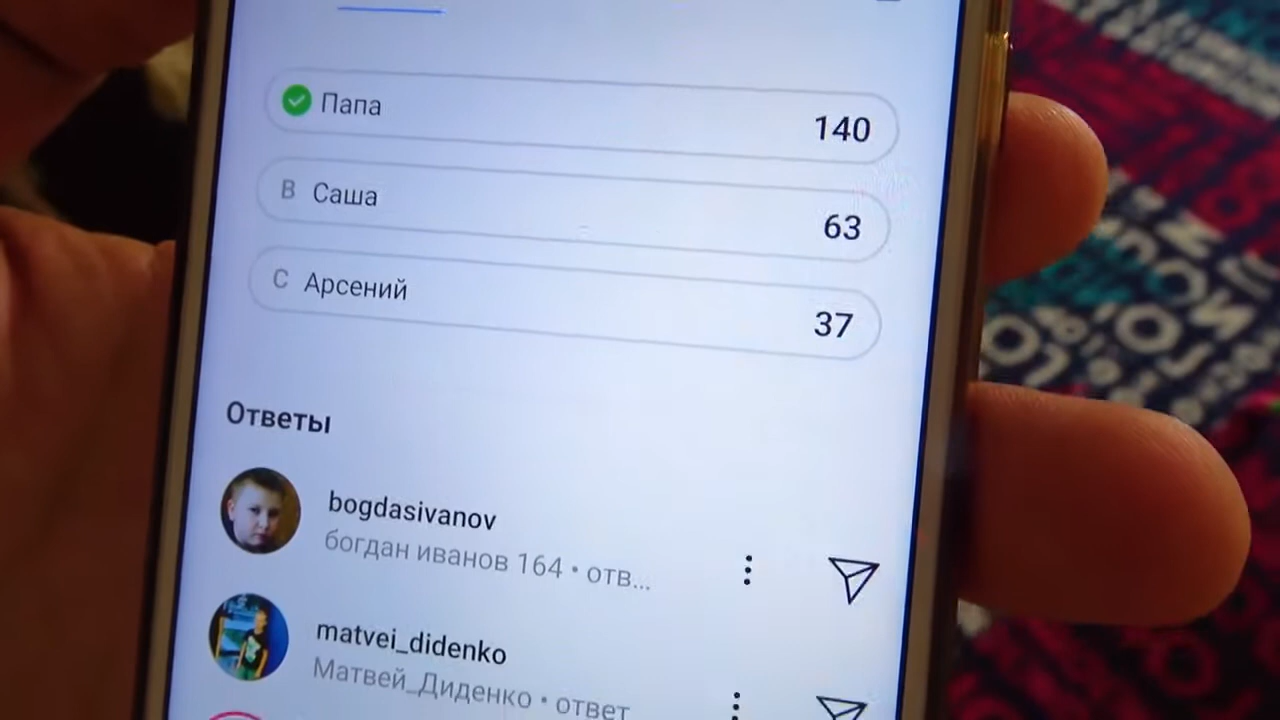 Папа
140
B Саша
63
C Арсений
37
Ответы
bogdasivanov
богдан иванов 164 • отв...
matvei_didenko
Матвей_Диденко • ответ